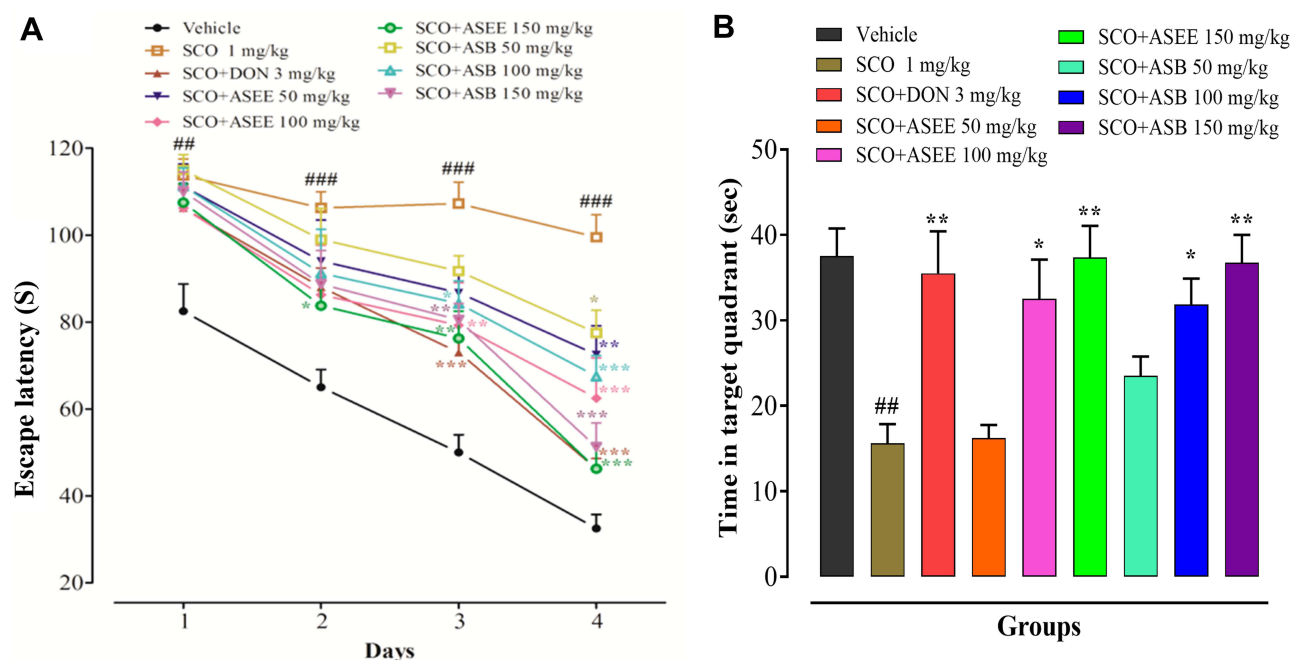 A
Vehicle
SCO 1 mg/kg
SCO+DON 3 mg/kg
SCO+ASEE 50 mg/kg
SCO+ASEE 100 mg/kg
SCO+ASEE 150 mg/kg
SCO+ASB 50 mg/kg
SCO+ASB 100 mg/kg
SCO+ASB 150 mg/kg
Escape latency (S)
120
100
80
60
40
20
##
###
###
###
*
*
**
**
**
***
*
**
***
***
***
***
***
1
2
3
4
Days
B
Vehicle
SCO 1 mg/kg
SCO+DON 3 mg/kg
SCO+ASEE 50 mg/kg
SCO+ASEE 100 mg/kg
SCO+ASEE 150 mg/kg
SCO+ASB 50 mg/kg
SCO+ASB 100 mg/kg
SCO+ASB 150 mg/kg
Time in target quadrant (sec)
50
40
30
20
10
0
##
**
*
**
*
**
Groups